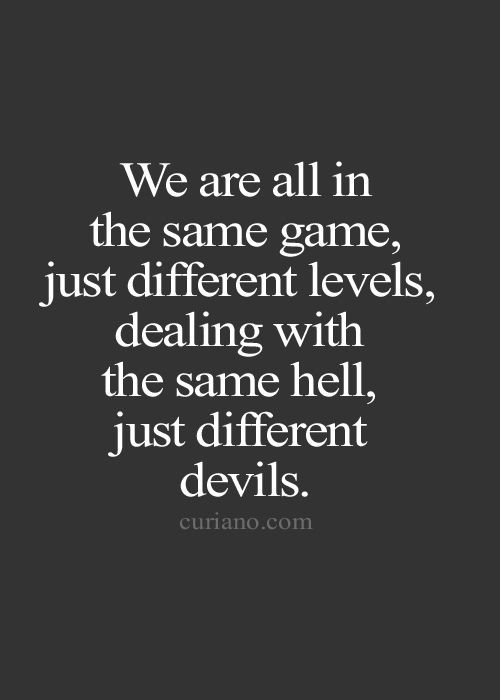 We are all in
the same game,
just different levels,
dealing with
the same hell,
just different
devils.
curiano.com